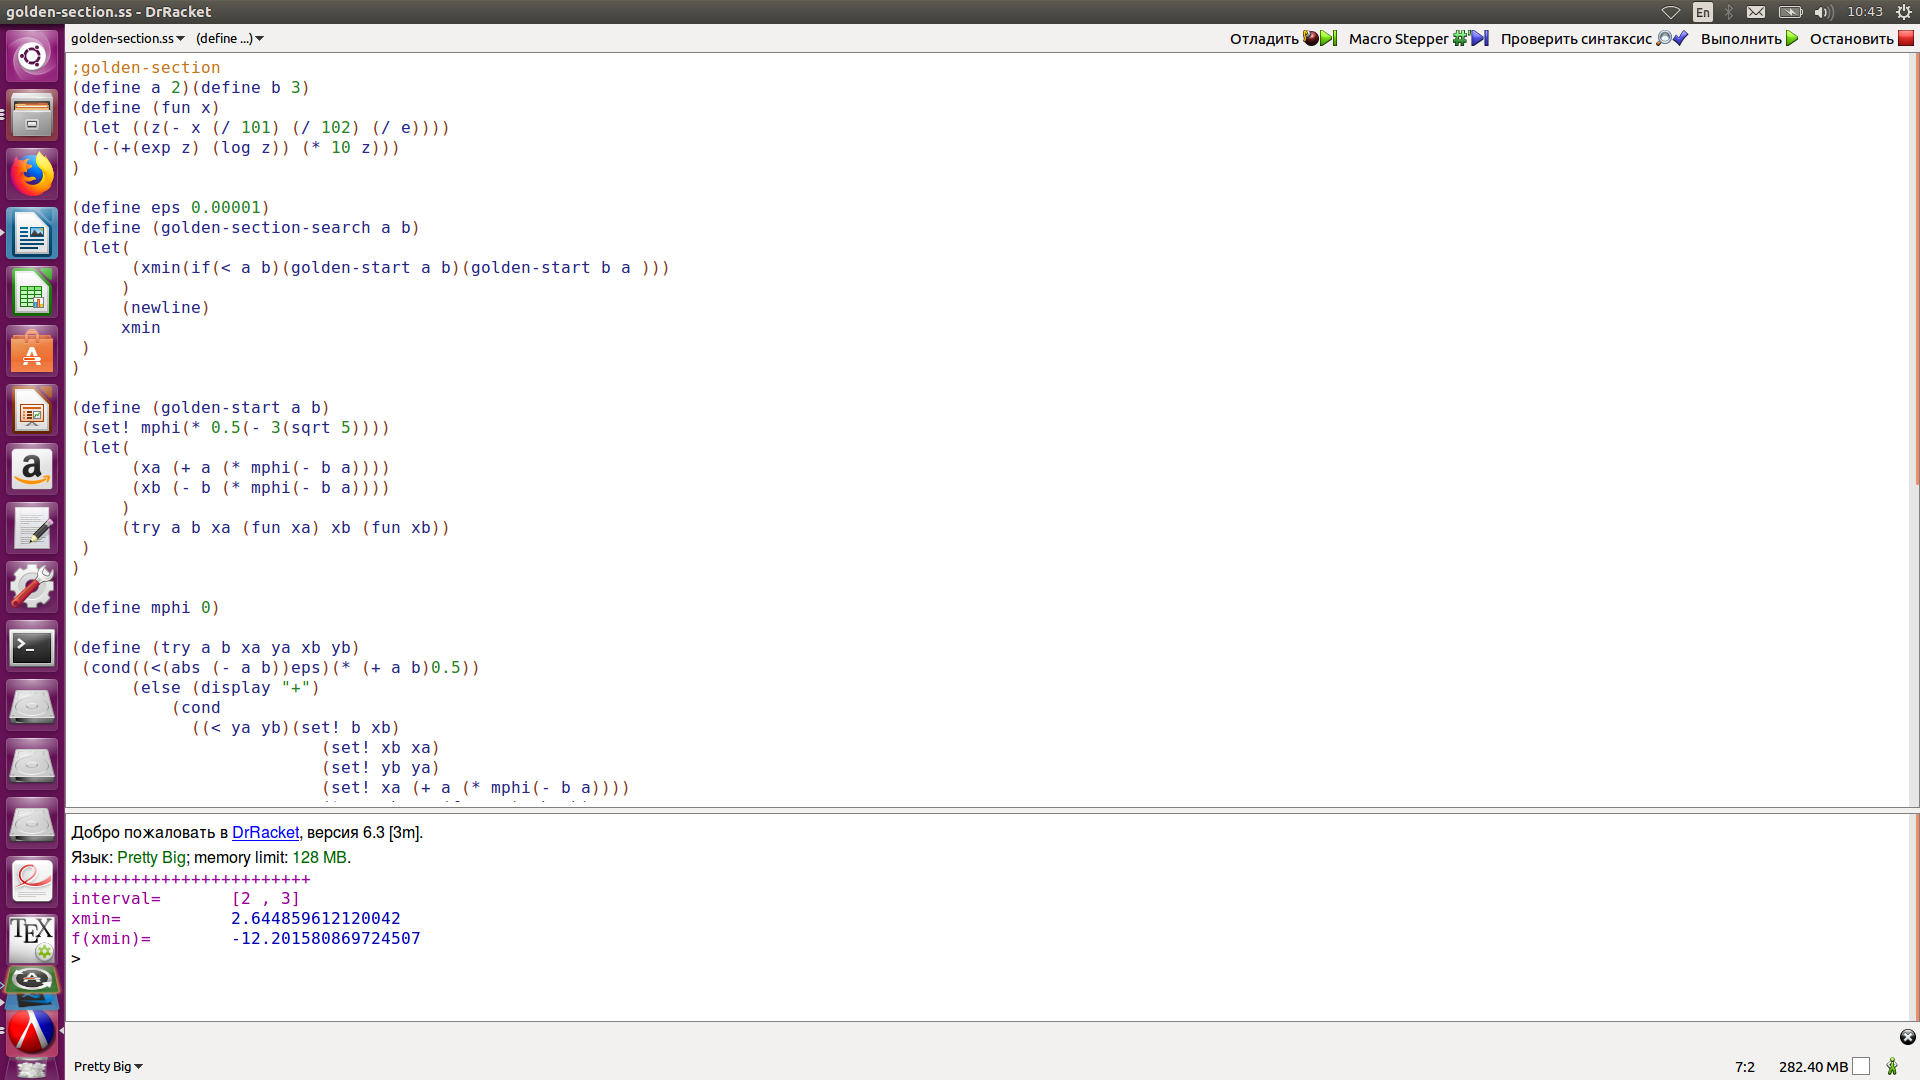 golden-section.ss - DrRacket
En
10:43
golden-section.ss
(define ...)
Отладить
Macro Stepper
Проверить синтаксис
Выполнить
Остановить
;golden-section
(define a 2)(define b 3)
(define (fun x)
 (let ((z(- x (/ 101) (/ 102) (/ e))))
  (-(+(exp z) (log z)) (* 10 z)))
)
(define eps 0.00001)
(define (golden-section-search a b)
 (let(
      (xmin(if(< a b)(golden-start a b)(golden-start b a )))
     )
     (newline)
     xmin
 )
)
(define (golden-start a b)
 (set! mphi(* 0.5(- 3(sqrt 5))))
 (let(
      (xa (+ a (* mphi(- b a))))
      (xb (- b (* mphi(- b a))))
     )
     (try a b xa (fun xa) xb (fun xb))
 )
)
(define mphi 0)
(define (try a b xa ya xb yb)
 (cond((<(abs (- a b))eps)(* (+ a b)0.5))
      (else (display "+")
          (cond
            ((< ya yb)(set! b xb)
                         (set! xb xa)
                         (set! yb ya)
                         (set! xa (+ a (* mphi(- b a))))
Добро пожаловать в DrRacket, версия 6.3 [3m].
Язык: Pretty Big; memory limit: 128 MB.
++++++++++++++++++++++++
interval=       [2 , 3]
xmin=           2.644859612120042
f(xmin)=        -12.201580869724507
>
Pretty Big
7:2
282.40 MB
a
TEX